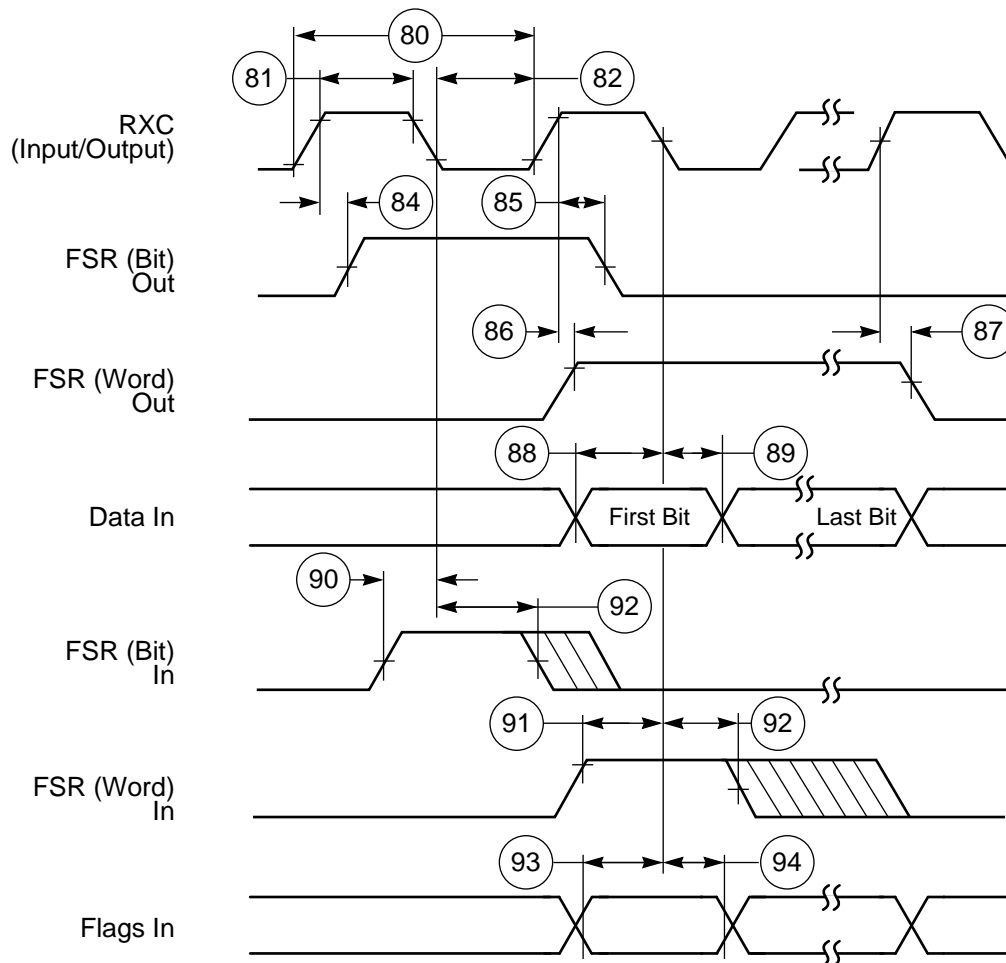 80
81
82
RXC
(Input/Output)
84
85
FSR (Bit)
Out
86
87
FSR (Word)
Out
88
89
Data In
First Bit
Last Bit
90
92
FSR (Bit)
In
91
92
FSR (Word)
In
93
94
Flags In